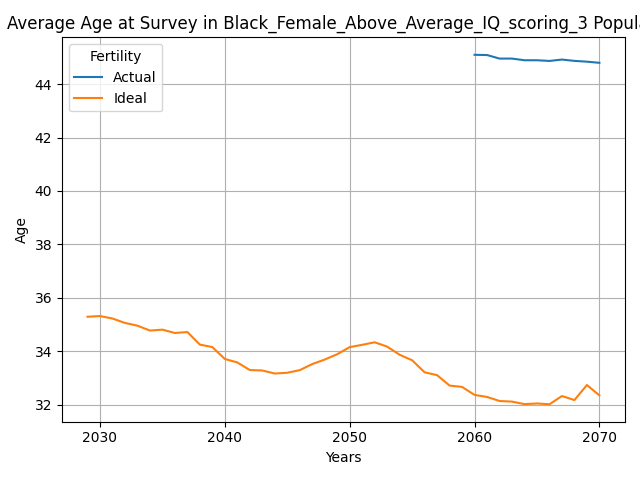 Average Age at Survey in Black_Female_Above_Average_IQ_scoring_3 Popul
Fertility
Actual
Ideal
44
42
40
38
36
34
32
Age
2030 2040 2050 2060 2070
Years